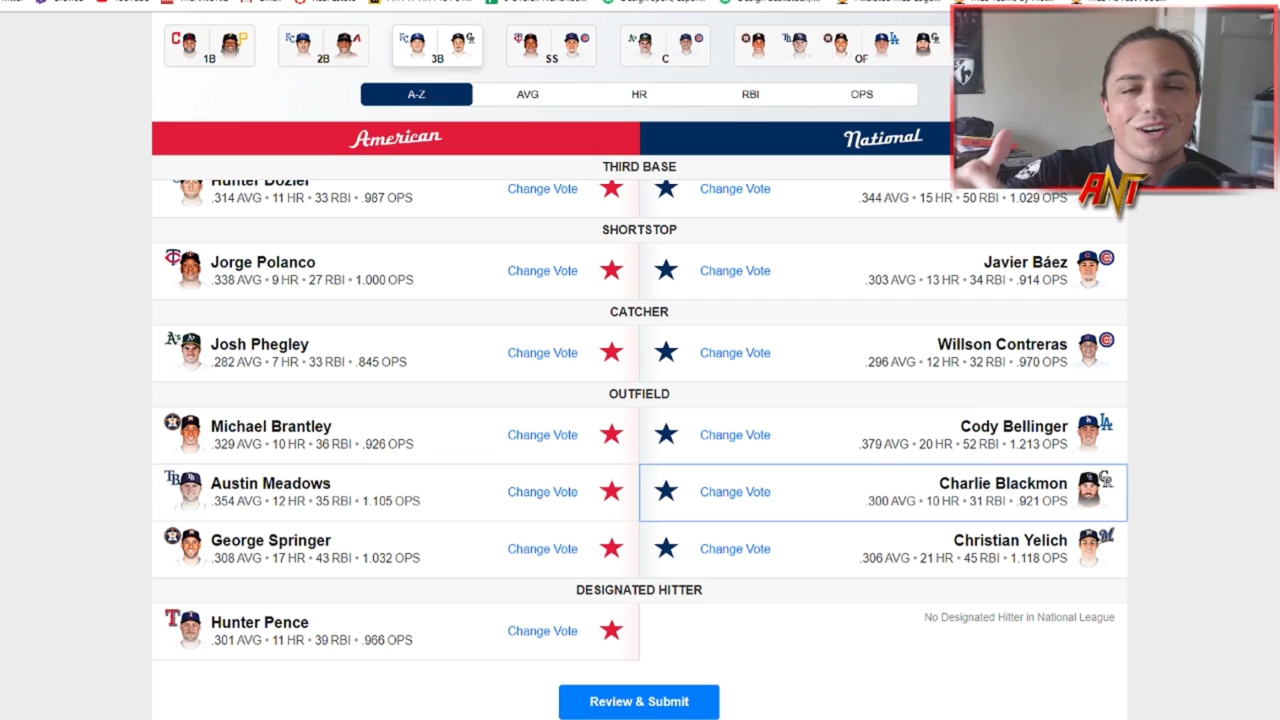 1B
2B
3B
SS
C
OF
A-Z
AVG
HR
RBI
OPS
American
National
THIRD BASE
Hunter Dozier
.314 AVG • 11 HR • 33 RBI • .987 OPS
Change Vote
Change Vote
.344 AVG • 15 HR • 50 RBI • 1.029 OPS
SHORTSTOP
Jorge Polanco
.338 AVG • 9 HR • 27 RBI • 1.000 OPS
Change Vote
Change Vote
Javier Báez
.303 AVG • 13 HR • 34 RBI • .914 OPS
CATCHER
Josh Phegley
.282 AVG • 7 HR • 33 RBI • .845 OPS
Change Vote
Change Vote
Willson Contreras
.296 AVG • 12 HR • 32 RBI • .970 OPS
OUTFIELD
Michael Brantley
.329 AVG • 10 HR • 36 RBI • .926 OPS
Change Vote
Change Vote
Cody Bellinger
.379 AVG • 20 HR • 52 RBI • 1.213 OPS
Austin Meadows
.354 AVG • 12 HR • 35 RBI • 1.105 OPS
Change Vote
Change Vote
Charlie Blackmon
.300 AVG • 10 HR • 31 RBI • .921 OPS
George Springer
.308 AVG • 17 HR • 43 RBI • 1.032 OPS
Change Vote
Change Vote
Christian Yelich
.306 AVG • 21 HR • 45 RBI • 1.118 OPS
DESIGNATED HITTER
Hunter Pence
.301 AVG • 11 HR • 39 RBI • .966 OPS
Change Vote
No Designated Hitter in National League
Review & Submit
ANT